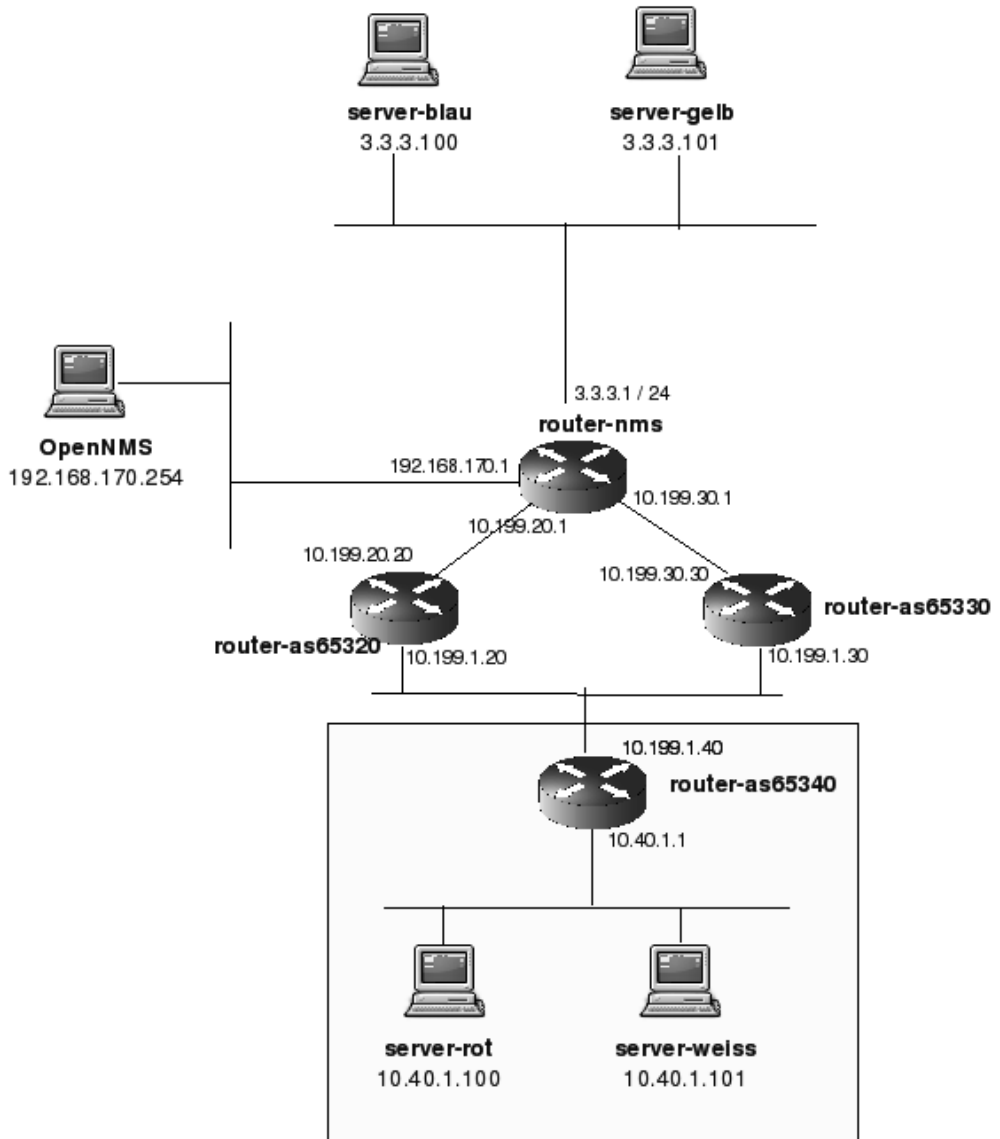 server-blau
3.3.3.100
server-gelb
3.3.3.101
OpenNMS
192.168.170.254
3.3.3.1 / 24
router-nms
192.168.170.1
10.199.30.1
10.199.20.1
10.199.20.20
10.199.30.30
router-as65330
router-as65320
10.199.1.20
10.199.1.30
10.199.1.40
router-as65340
10.40.1.1
server-rot
10.40.1.100
server-weiss
10.40.1.101